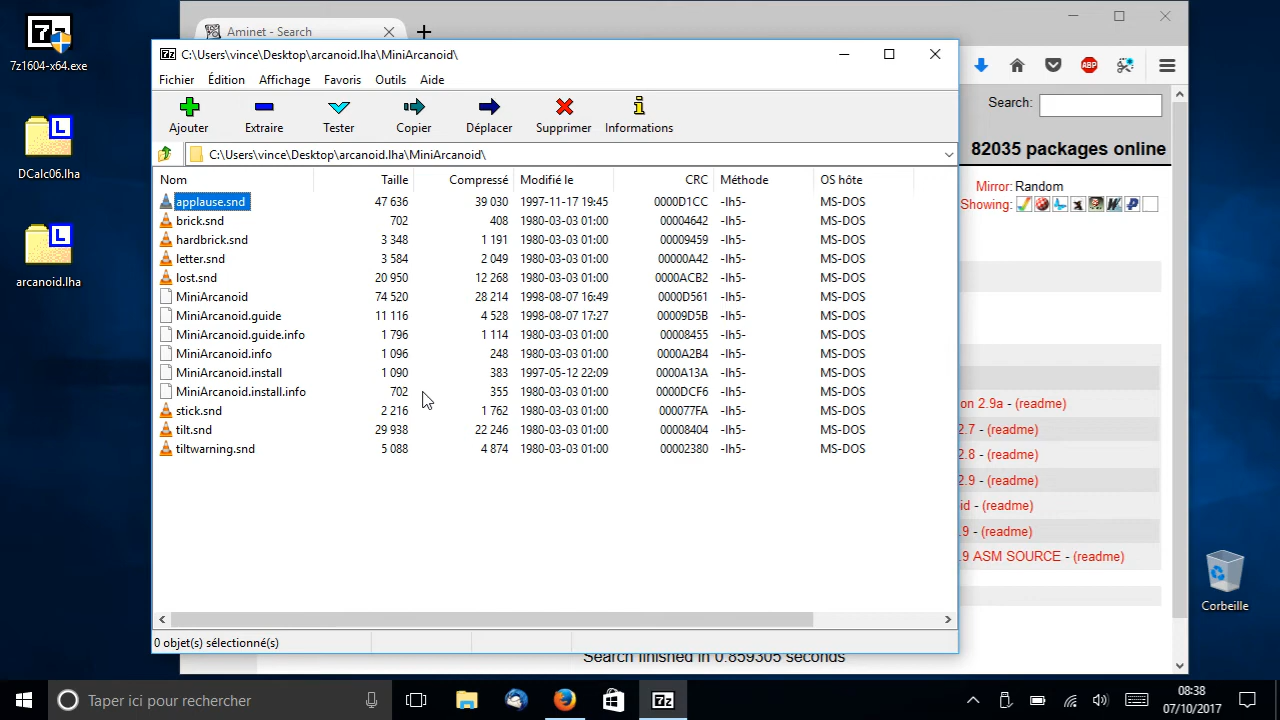 7z1604-x64.exe
DCalc06.lha
arcanoid.lha
Corbeille
Aminet - Search
C:\Users\vince\Desktop\arcanoid.lha\MiniArcanoid\
Fichier Édition Affichage Favoris Outils Aide
Ajouter Extraire Tester Copier Déplacer Supprimer Informations
C:\Users\vince\Desktop\arcanoid.lha\MiniArcanoid\
Nom Taille Compressé Modifié le CRC Méthode OS hôte
applause.snd 47 636 39 030 1997-11-17 19:45 0000D1CC -lh5- MS-DOS
brick.snd 702 408 1980-03-03 01:00 00004642 -lh5- MS-DOS
hardbrick.snd 3 348 1 191 1980-03-03 01:00 00009459 -lh5- MS-DOS
letter.snd 3 584 2 049 1980-03-03 01:00 00000A42 -lh5- MS-DOS
lost.snd 20 950 12 268 1980-03-03 01:00 0000ACB2 -lh5- MS-DOS
MiniArcanoid 74 520 28 214 1998-08-07 16:49 0000D561 -lh5- MS-DOS
MiniArcanoid.guide 11 116 4 528 1998-08-07 17:27 00009D5B -lh5- MS-DOS
MiniArcanoid.guide.info 1 796 1 114 1980-03-03 01:00 00008455 -lh5- MS-DOS
MiniArcanoid.info 1 096 248 1980-03-03 01:00 0000A2B4 -lh5- MS-DOS
MiniArcanoid.install 1 090 383 1997-05-12 22:09 0000A13A -lh5- MS-DOS
MiniArcanoid.install.info 702 355 1980-03-03 01:00 0000DCF6 -lh5- MS-DOS
stick.snd 2 216 1 762 1980-03-03 01:00 000077FA -lh5- MS-DOS
tilt.snd 29 938 22 246 1980-03-03 01:00 00008404 -lh5- MS-DOS
tiltwarning.snd 5 088 4 874 1980-03-03 01:00 00002380 -lh5- MS-DOS
0 objet(s) sélectionné(s)
ABP
Search:
82035 packages online
Mirror: Random
Showing:
on 2.9a - (readme)
2.7 - (readme)
2.8 - (readme)
2.9 - (readme)
id - (readme)
.9 - (readme)
.9 ASM SOURCE - (readme)
Search finished in 0.859305 seconds
Taper ici pour rechercher
7z
08:38
07/10/2017